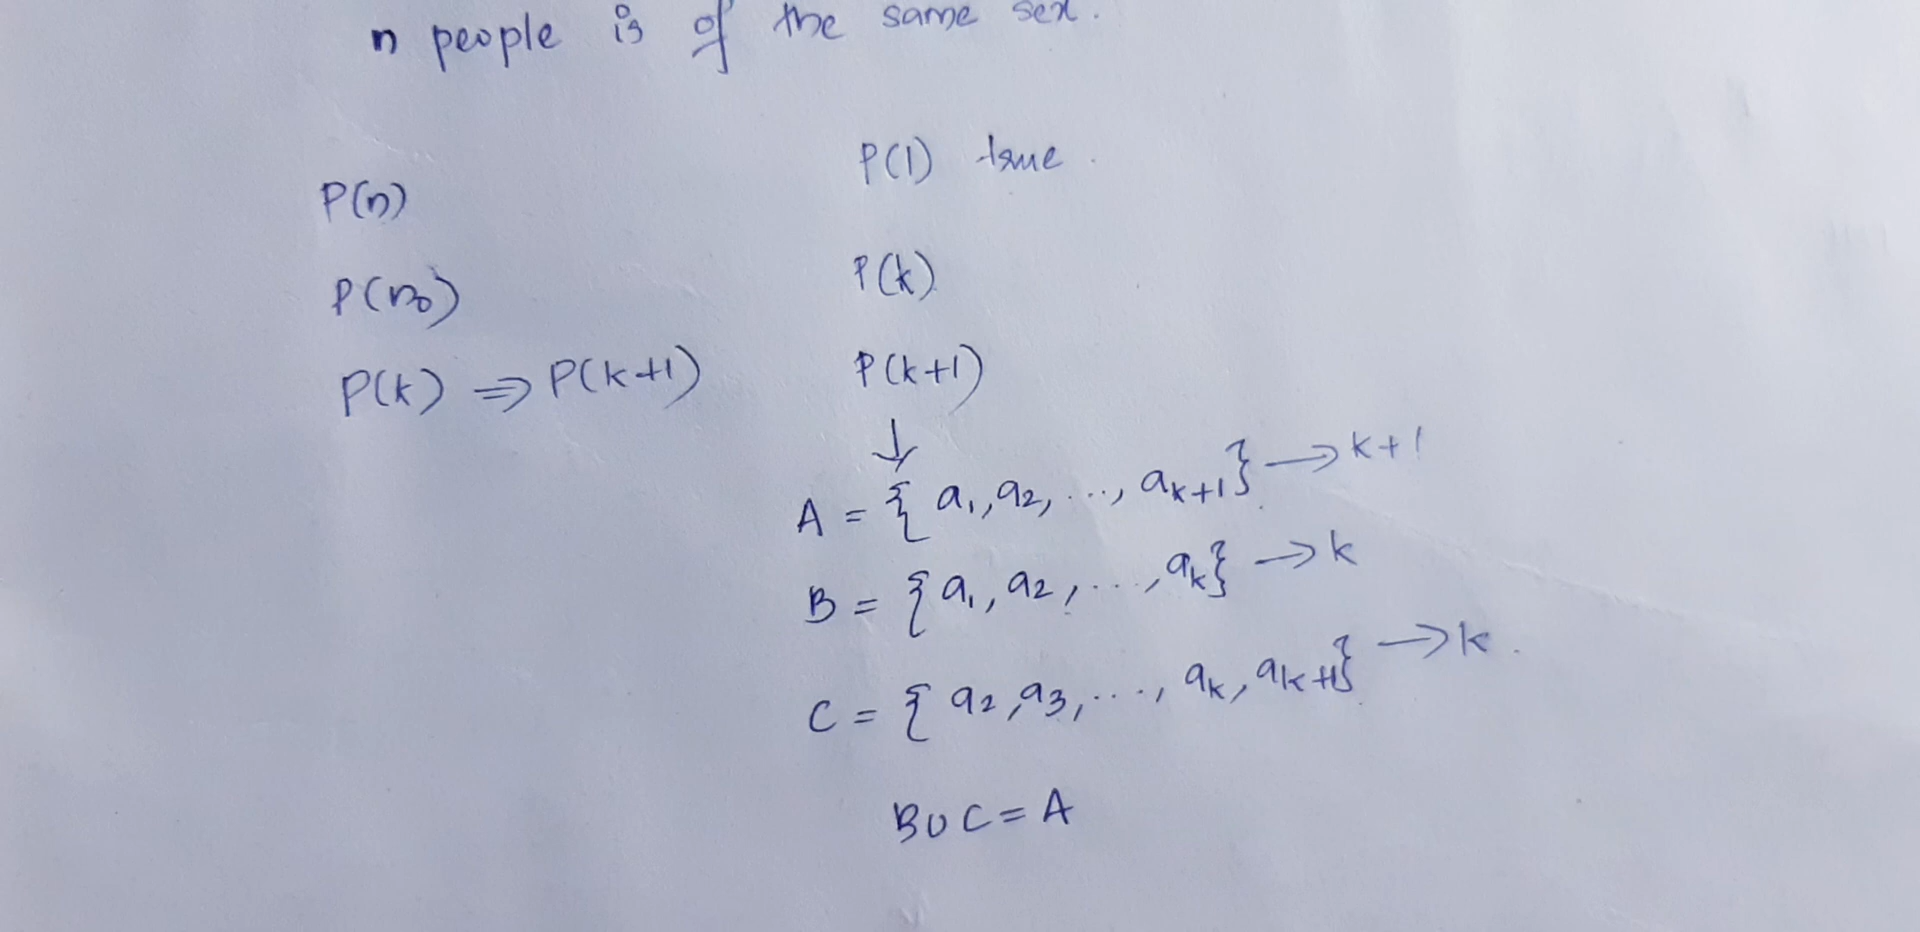 n people is of the same sex.
P(1) true.
P(n)
P(k)
P(n₀)
P(k+1)
P(k) ⇒ P(k+1)
↓
A = { a₁, a₂, ..., aₖ₊₁} → k+1
B = { a₁, a₂, ..., aₖ} → k
C = { a₂, a₃, ..., aₖ, aₖ₊₁} → k.
B ∪ C = A